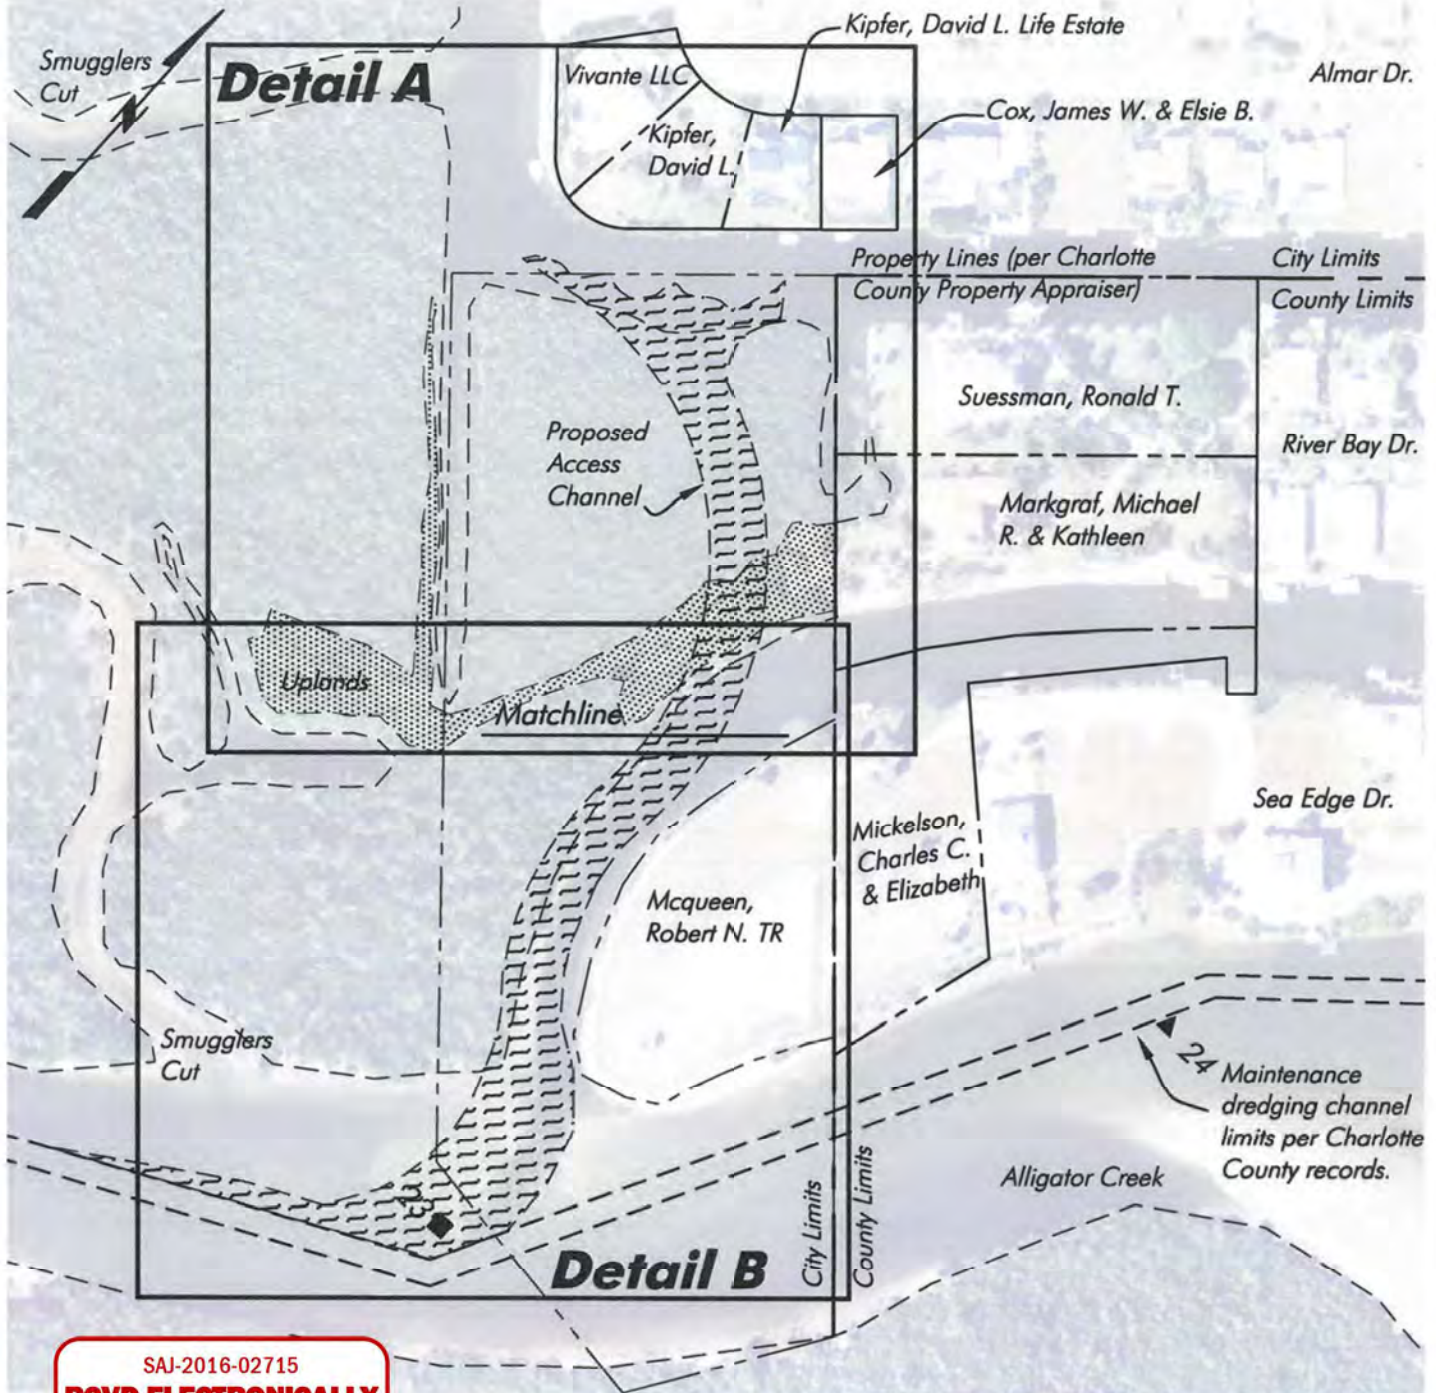 Smugglers
Cut
N
Detail A
Vivante LLC
Kipfer, David L. Life Estate
Almar Dr.
Cox, James W. & Elsie B.
Kipfer,
David L.
Property Lines (per Charlotte
County Property Appraiser)
City Limits
County Limits
Suessman, Ronald T.
Proposed
Access
Channel
River Bay Dr.
Markgraf, Michael
R. & Kathleen
Uplands
Matchline
Sea Edge Dr.
Mickelson,
Charles C.
& Elizabeth
Mcqueen,
Robert N. TR
Smugglers
Cut
24
Maintenance
dredging channel
limits per Charlotte
County records.
Alligator Creek
City Limits
County Limits
Detail B
SAJ-2016-02715
RCVD ELECTRONICALLY